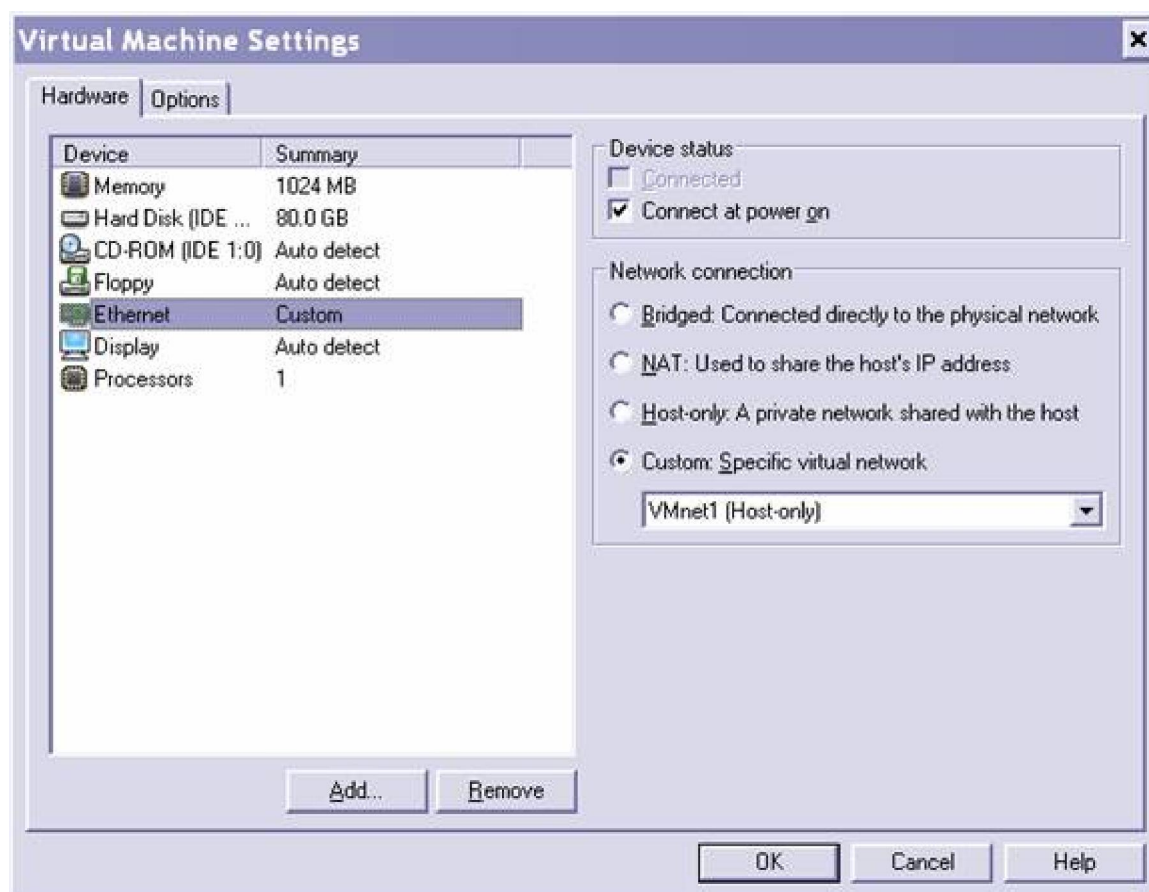 Virtual Machine Settings
Hardware
Options
Device Summary
Memory 1024 MB
Hard Disk (IDE ... 80.0 GB
CD-ROM (IDE 1:0) Auto detect
Floppy Auto detect
Ethernet Custom
Display Auto detect
Processors 1
Add...
Remove
Device status
Connected
Connect at power on
Network connection
Bridged: Connected directly to the physical network
NAT: Used to share the host's IP address
Host-only: A private network shared with the host
Custom: Specific virtual network
VMnet1 (Host-only)
OK
Cancel
Help